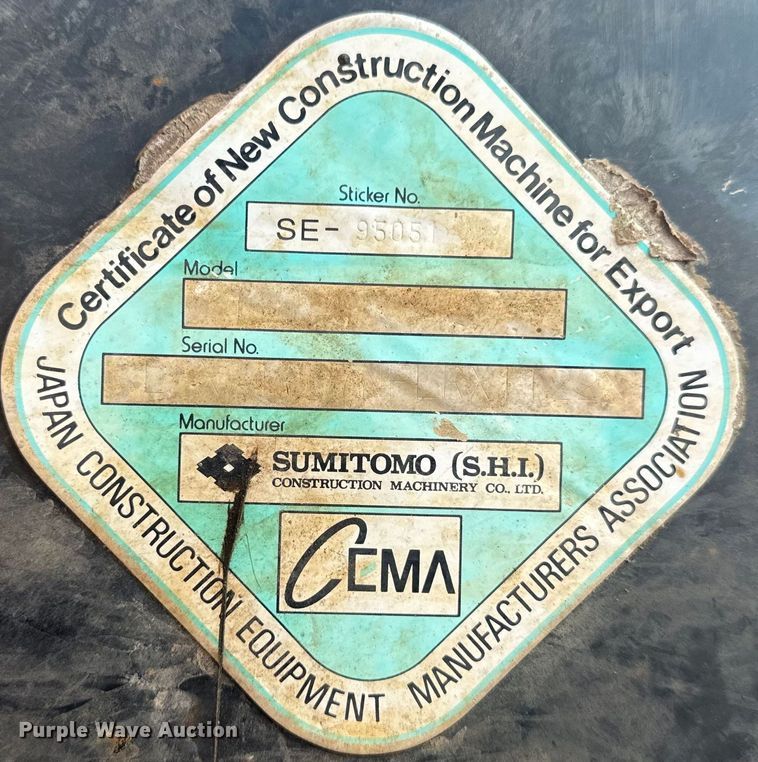 Certificate of New Construction Machine for Export
Sticker No.
SE- 95051
Model
Serial No.
Manufacturer
SUMITOMO (S.H.I.)
CONSTRUCTION MACHINERY CO., LTD.
CEMA
JAPAN CONSTRUCTION EQUIPMENT MANUFACTURERS ASSOCIATION
Purple Wave Auction